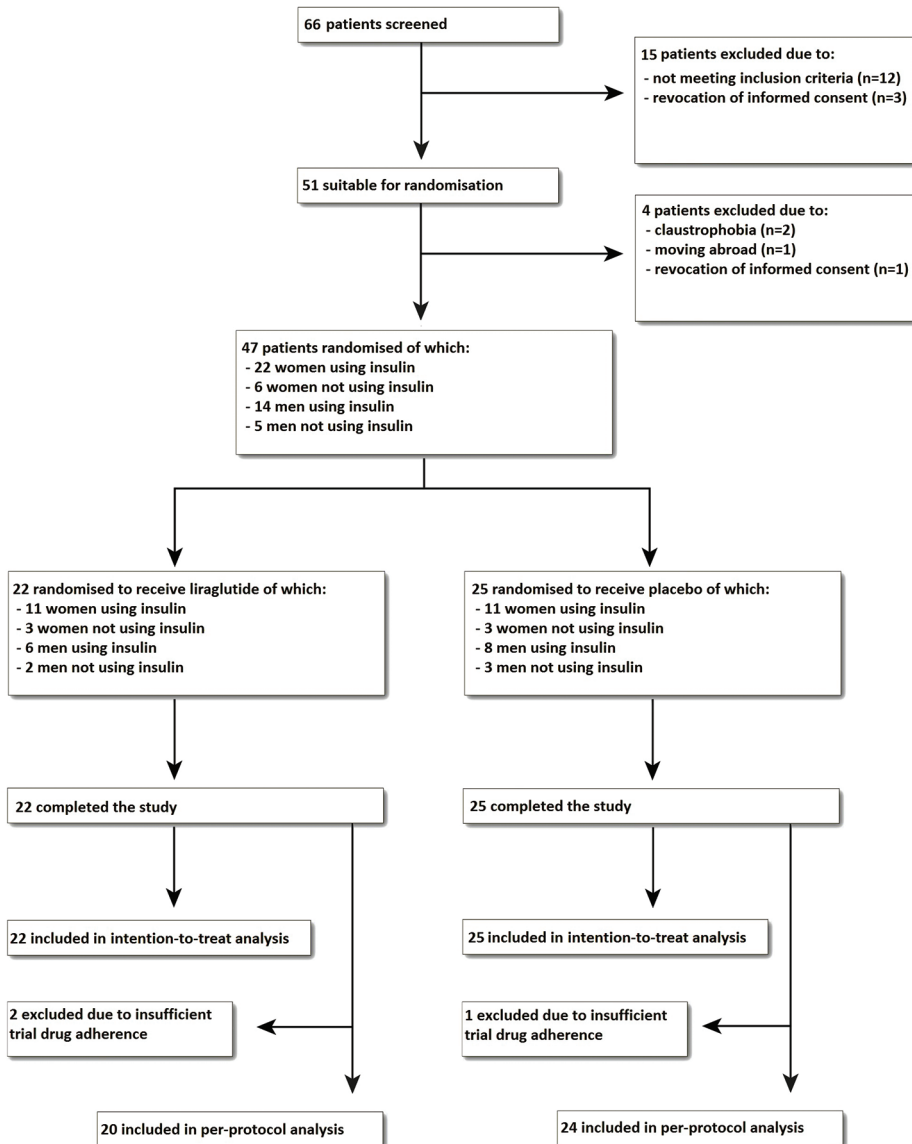 66 patients screened
15 patients excluded due to:
- not meeting inclusion criteria (n=12)
- revocation of informed consent (n=3)
51 suitable for randomisation
4 patients excluded due to:
- claustrophobia (n=2)
- moving abroad (n=1)
- revocation of informed consent (n=1)
47 patients randomised of which:
- 22 women using insulin
- 6 women not using insulin
- 14 men using insulin
- 5 men not using insulin
22 randomised to receive liraglutide of which:
- 11 women using insulin
- 3 women not using insulin
- 6 men using insulin
- 2 men not using insulin
25 randomised to receive placebo of which:
- 11 women using insulin
- 3 women not using insulin
- 8 men using insulin
- 3 men not using insulin
22 completed the study
25 completed the study
22 included in intention-to-treat analysis
25 included in intention-to-treat analysis
2 excluded due to insufficient
trial drug adherence
1 excluded due to insufficient
trial drug adherence
20 included in per-protocol analysis
24 included in per-protocol analysis